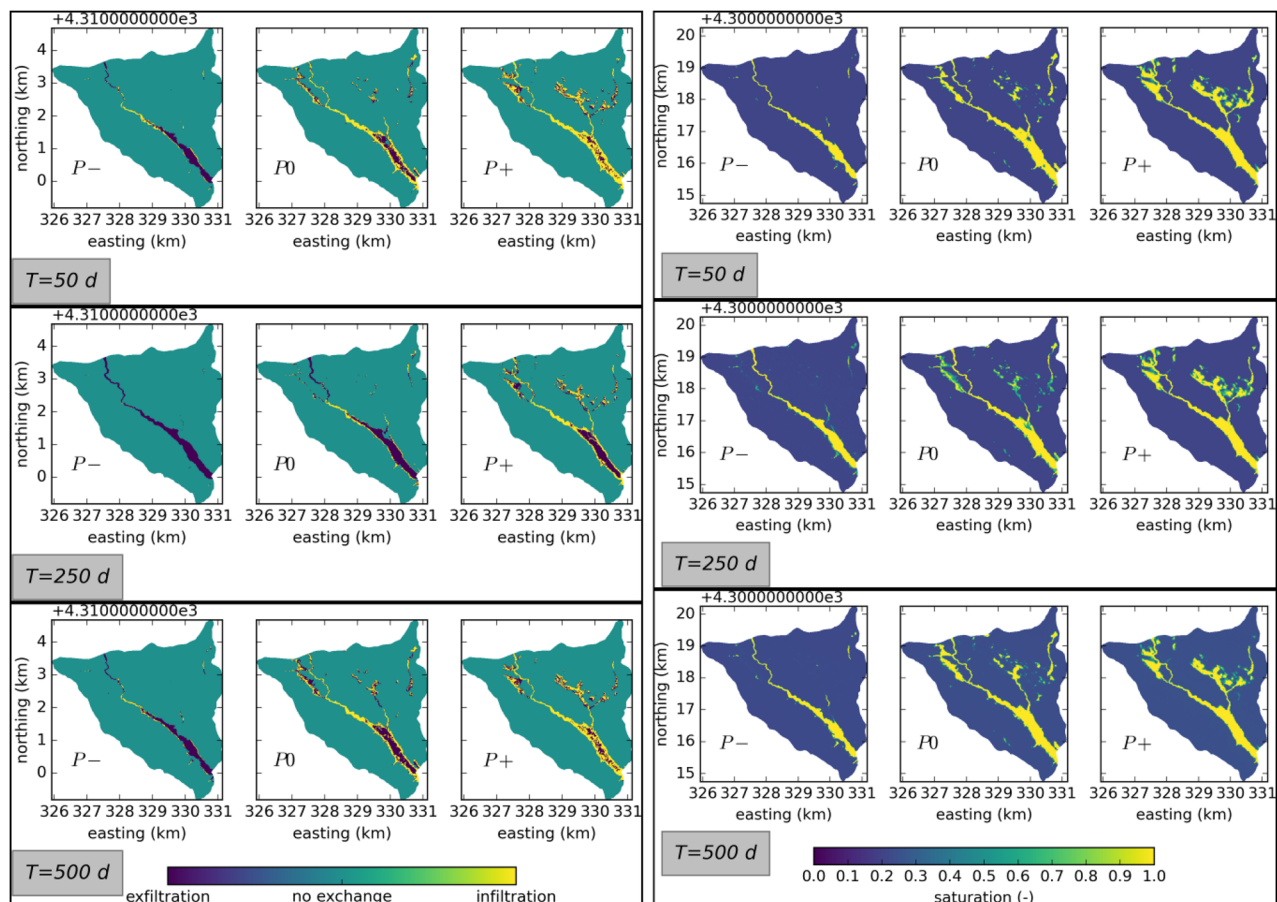 +4.3100000000e3
4
3
2
1
0
northing (km)
P−
P0
P+
326 327 328 329 330 331
326 327 328 329 330 331
326 327 328 329 330 331
easting (km)
easting (km)
easting (km)
T=50 d
+4.3100000000e3
4
3
2
1
0
northing (km)
P−
P0
P+
326 327 328 329 330 331
326 327 328 329 330 331
326 327 328 329 330 331
easting (km)
easting (km)
easting (km)
T=250 d
+4.3100000000e3
4
3
2
1
0
northing (km)
P−
P0
P+
326 327 328 329 330 331
326 327 328 329 330 331
326 327 328 329 330 331
easting (km)
easting (km)
easting (km)
T=500 d
exfiltration
no exchange
infiltration
+4.3000000000e3
20
19
18
17
16
15
northing (km)
P−
P0
P+
326 327 328 329 330 331
326 327 328 329 330 331
326 327 328 329 330 331
easting (km)
easting (km)
easting (km)
T=50 d
+4.3000000000e3
20
19
18
17
16
15
northing (km)
P−
P0
P+
326 327 328 329 330 331
326 327 328 329 330 331
326 327 328 329 330 331
easting (km)
easting (km)
easting (km)
T=250 d
+4.3000000000e3
20
19
18
17
16
15
northing (km)
P−
P0
P+
326 327 328 329 330 331
326 327 328 329 330 331
326 327 328 329 330 331
easting (km)
easting (km)
easting (km)
T=500 d
0.0 0.1 0.2 0.3 0.4 0.5 0.6 0.7 0.8 0.9 1.0
saturation (-)